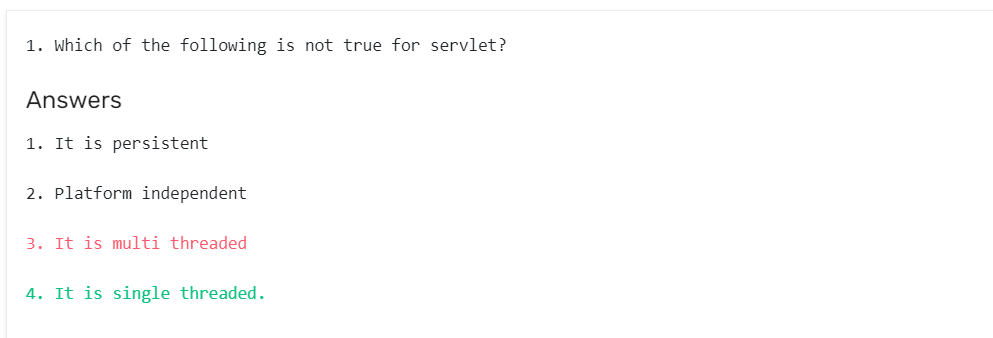 1. Which of the following is not true for servlet?
Answers
1. It is persistent
2. Platform independent
3. It is multi threaded
4. It is single threaded.